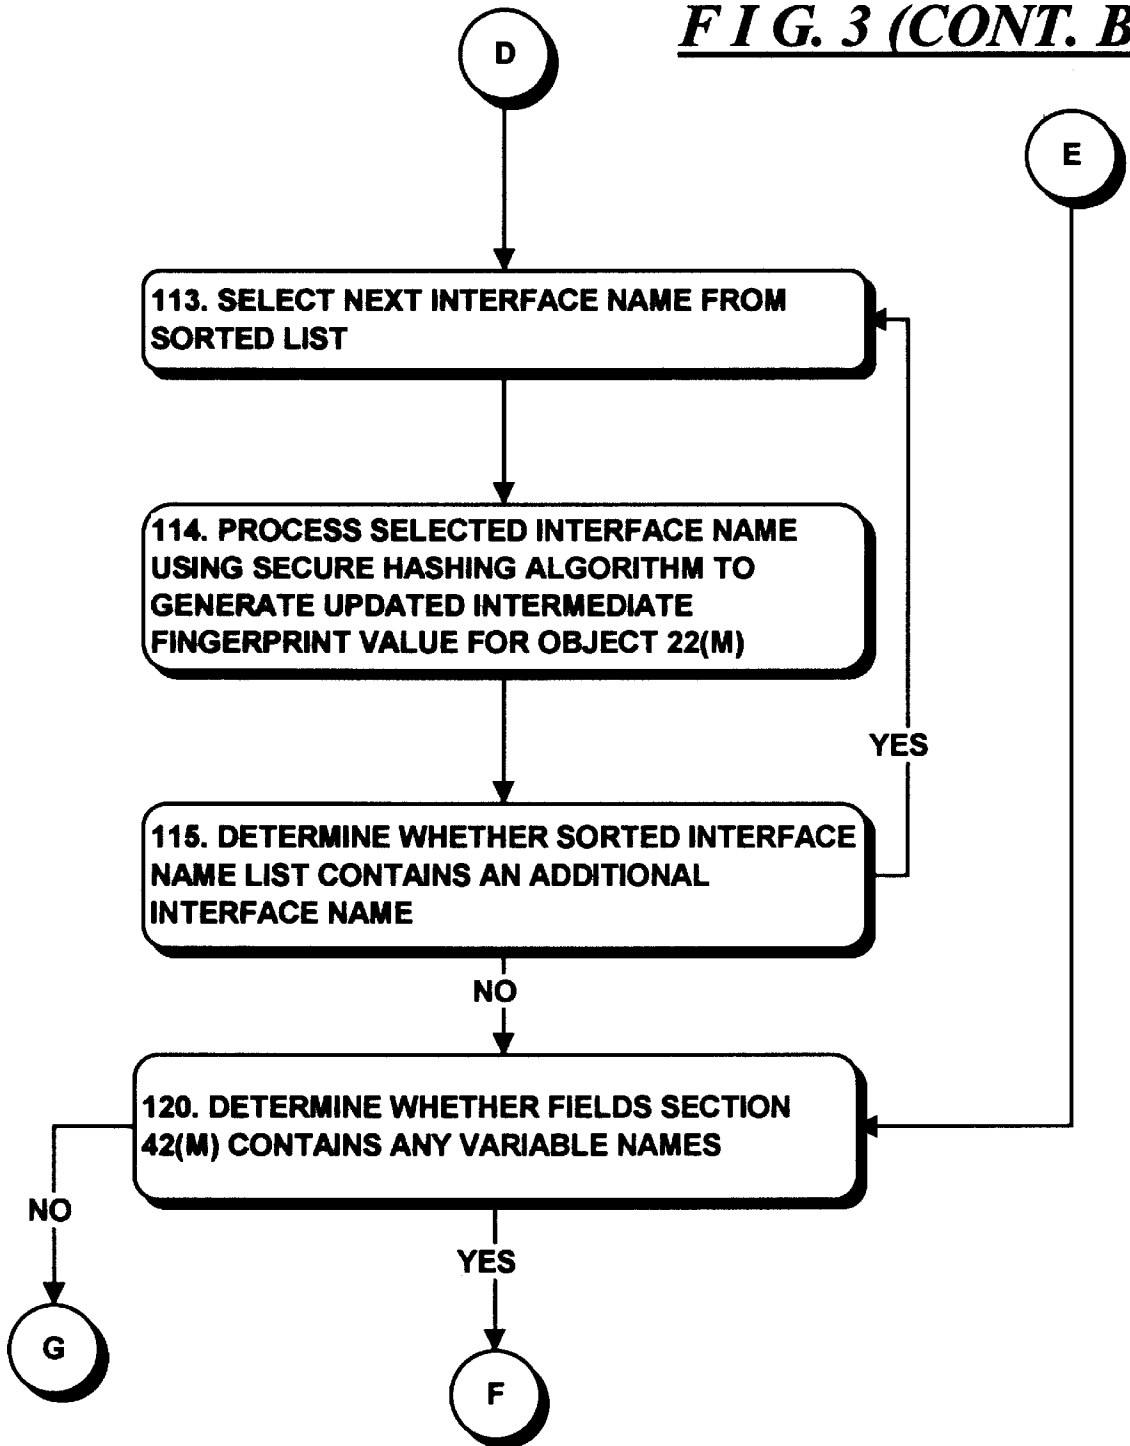 F I G. 3 (CONT. B
D
E
113. SELECT NEXT INTERFACE NAME FROM
SORTED LIST
114. PROCESS SELECTED INTERFACE NAME
USING SECURE HASHING ALGORITHM TO
GENERATE UPDATED INTERMEDIATE
FINGERPRINT VALUE FOR OBJECT 22(M)
YES
115. DETERMINE WHETHER SORTED INTERFACE
NAME LIST CONTAINS AN ADDITIONAL
INTERFACE NAME
NO
120. DETERMINE WHETHER FIELDS SECTION
42(M) CONTAINS ANY VARIABLE NAMES
NO
YES
G
F